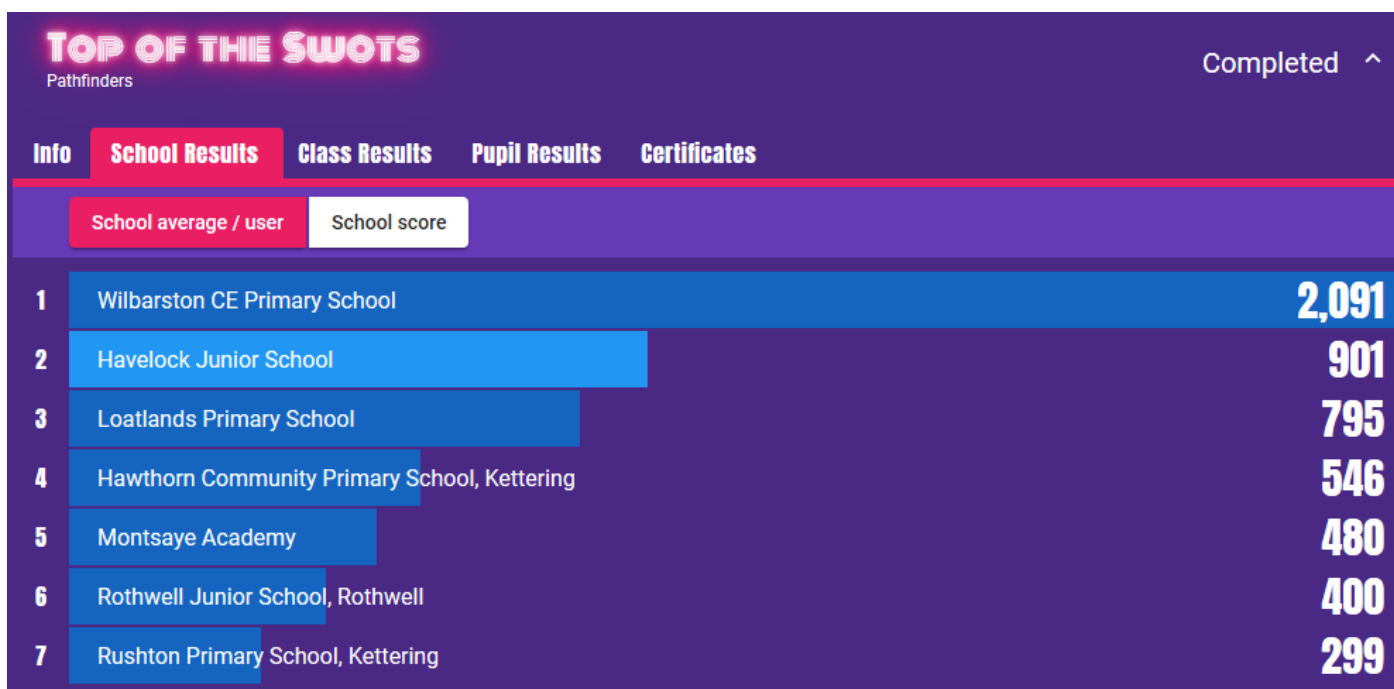 Top of the Swots
Pathfinders
Completed
Info School Results Class Results Pupil Results Certificates
School average / user School score
1 Wilbarston CE Primary School 2,091
2 Havelock Junior School 901
3 Loatlands Primary School 795
4 Hawthorn Community Primary School, Kettering 546
5 Montsaye Academy 480
6 Rothwell Junior School, Rothwell 400
7 Rushton Primary School, Kettering 299